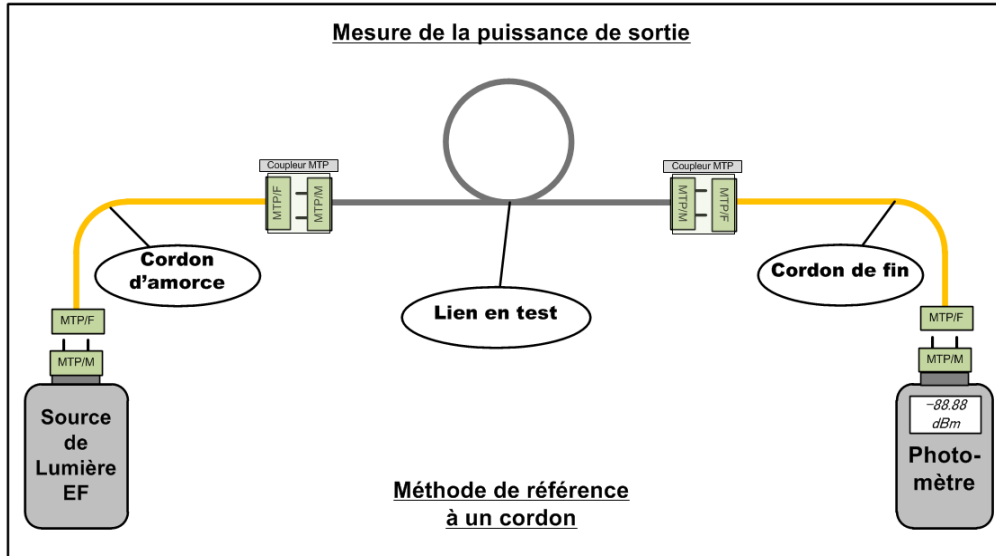 Mesure de la puissance de sortie
Coupleur MTP
MTP/F
MTP/M
Coupleur MTP
MTP/M
MTP/F
Cordon
d'amorce
Lien en test
Cordon de fin
MTP/F
MTP/M
Source
de
Lumière
EF
MTP/F
MTP/M
−88.88
dBm
Photo-
mètre
Méthode de référence
à un cordon